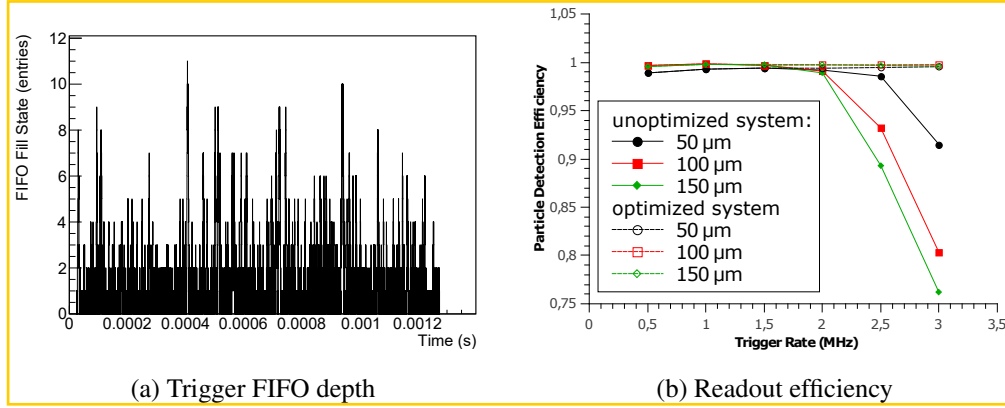 12
10
8
6
4
2
0
FIFO Fill State (entries)
0 0.0002 0.0004 0.0006 0.0008 0.001 0.0012
Time (s)
(a) Trigger FIFO depth
1
0,95
0,9
0,85
0,8
0,75
Particle Detection Efficiency
unoptimized system:
50 µm
100 µm
150 µm
optimized system
50 µm
100 µm
150 µm
0 0,5 1 1,5 2 2,5 3 3,5
Trigger Rate (MHz)
(b) Readout efficiency